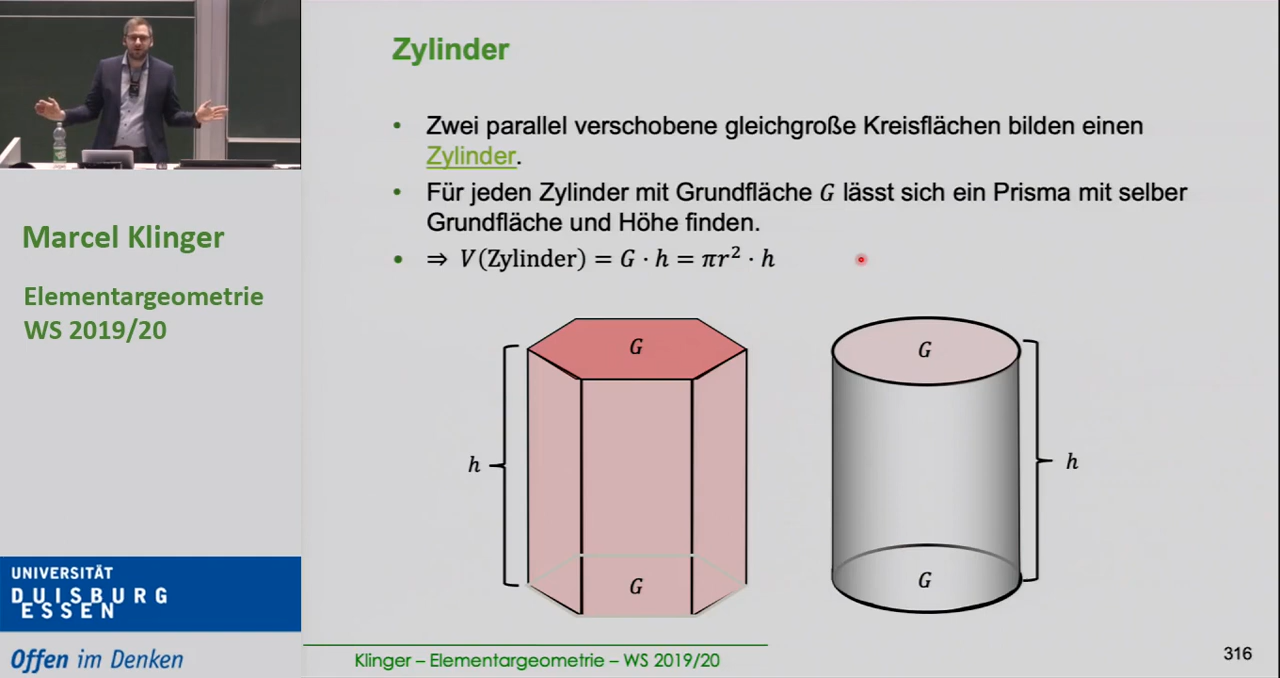 Zylinder
• Zwei parallel verschobene gleichgroße Kreisflächen bilden einen
Zylinder.
• Für jeden Zylinder mit Grundfläche G lässt sich ein Prisma mit selber
Grundfläche und Höhe finden.
• ⇒ V(Zylinder) = G · h = πr² · h
G
G
h
h
G
G
Marcel Klinger
Elementargeometrie
WS 2019/20
UNIVERSITÄT
DUISBURG
ESSEN
Offen im Denken
Klinger – Elementargeometrie – WS 2019/20
316